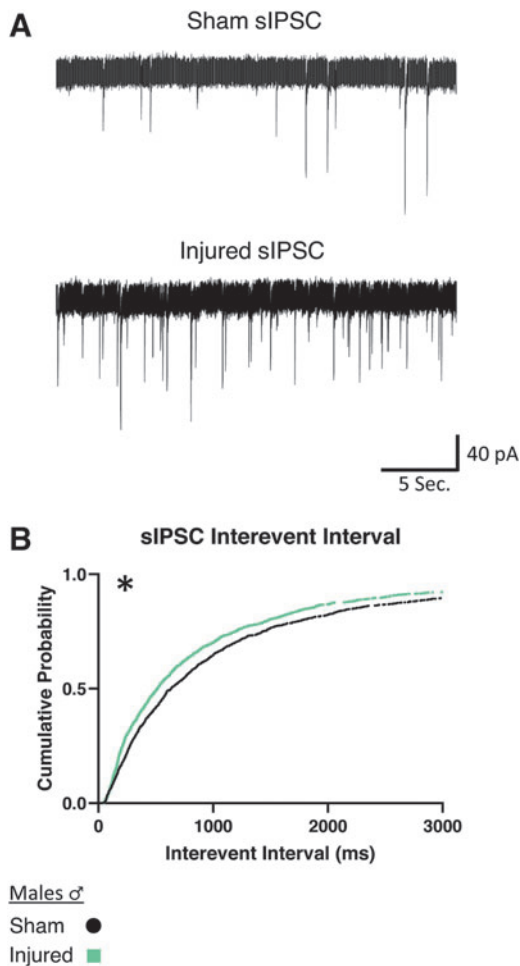 A
Sham sIPSC
Injured sIPSC
40 pA
5 Sec.
B
sIPSC Interevent Interval
*
1.0
0.5
0.0
Cumulative Probability
0 1000 2000 3000
Interevent Interval (ms)
Males ♂
Sham
Injured